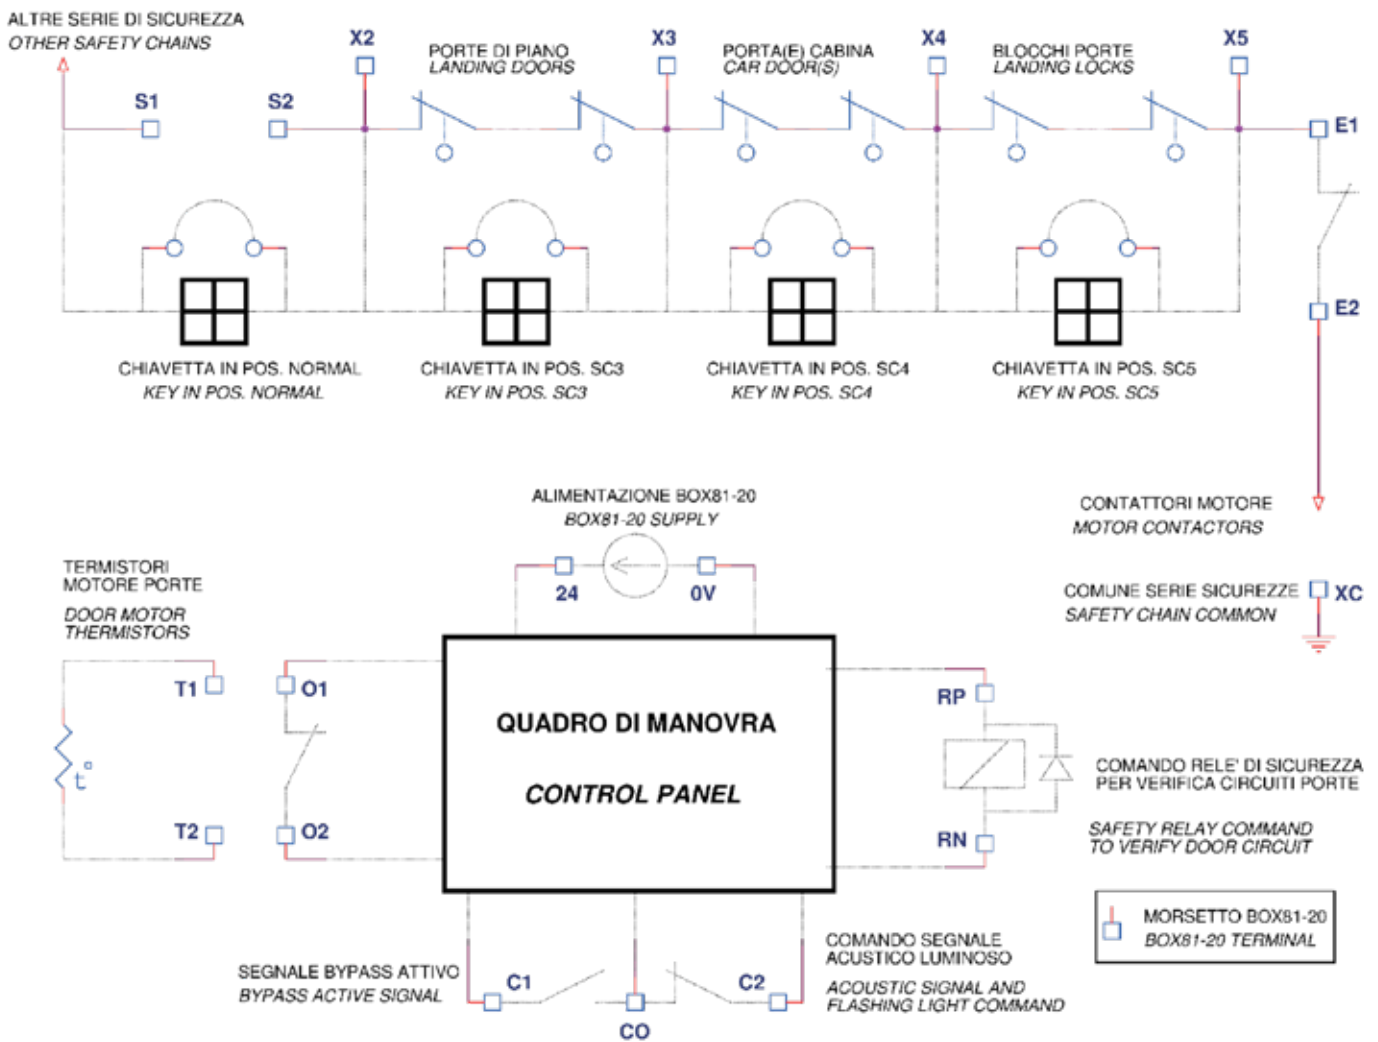 ALTRE SERIE DI SICUREZZA
OTHER SAFETY CHAINS
X2
PORTE DI PIANO
LANDING DOORS
X3
PORTA(E) CABINA
CAR DOOR(S)
X4
BLOCCHI PORTE
LANDING LOCKS
X5
S1
S2
E1
E2
CHIAVETTA IN POS. NORMAL
KEY IN POS. NORMAL
CHIAVETTA IN POS. SC3
KEY IN POS. SC3
CHIAVETTA IN POS. SC4
KEY IN POS. SC4
CHIAVETTA IN POS. SC5
KEY IN POS. SC5
CONTATTORI MOTORE
MOTOR CONTACTORS
ALIMENTAZIONE BOX81-20
BOX81-20 SUPPLY
24
0V
COMUNE SERIE SICUREZZE
SAFETY CHAIN COMMON
XC
TERMISTORI
MOTORE PORTE
DOOR MOTOR
THERMISTORS
T1
O1
t°
T2
O2
QUADRO DI MANOVRA
CONTROL PANEL
RP
RN
COMANDO RELE' DI SICUREZZA
PER VERIFICA CIRCUITI PORTE
SAFETY RELAY COMMAND
TO VERIFY DOOR CIRCUIT
MORSETTO BOX81-20
BOX81-20 TERMINAL
SEGNALE BYPASS ATTIVO
BYPASS ACTIVE SIGNAL
C1
CO
C2
COMANDO SEGNALE
ACUSTICO LUMINOSO
ACOUSTIC SIGNAL AND
FLASHING LIGHT COMMAND